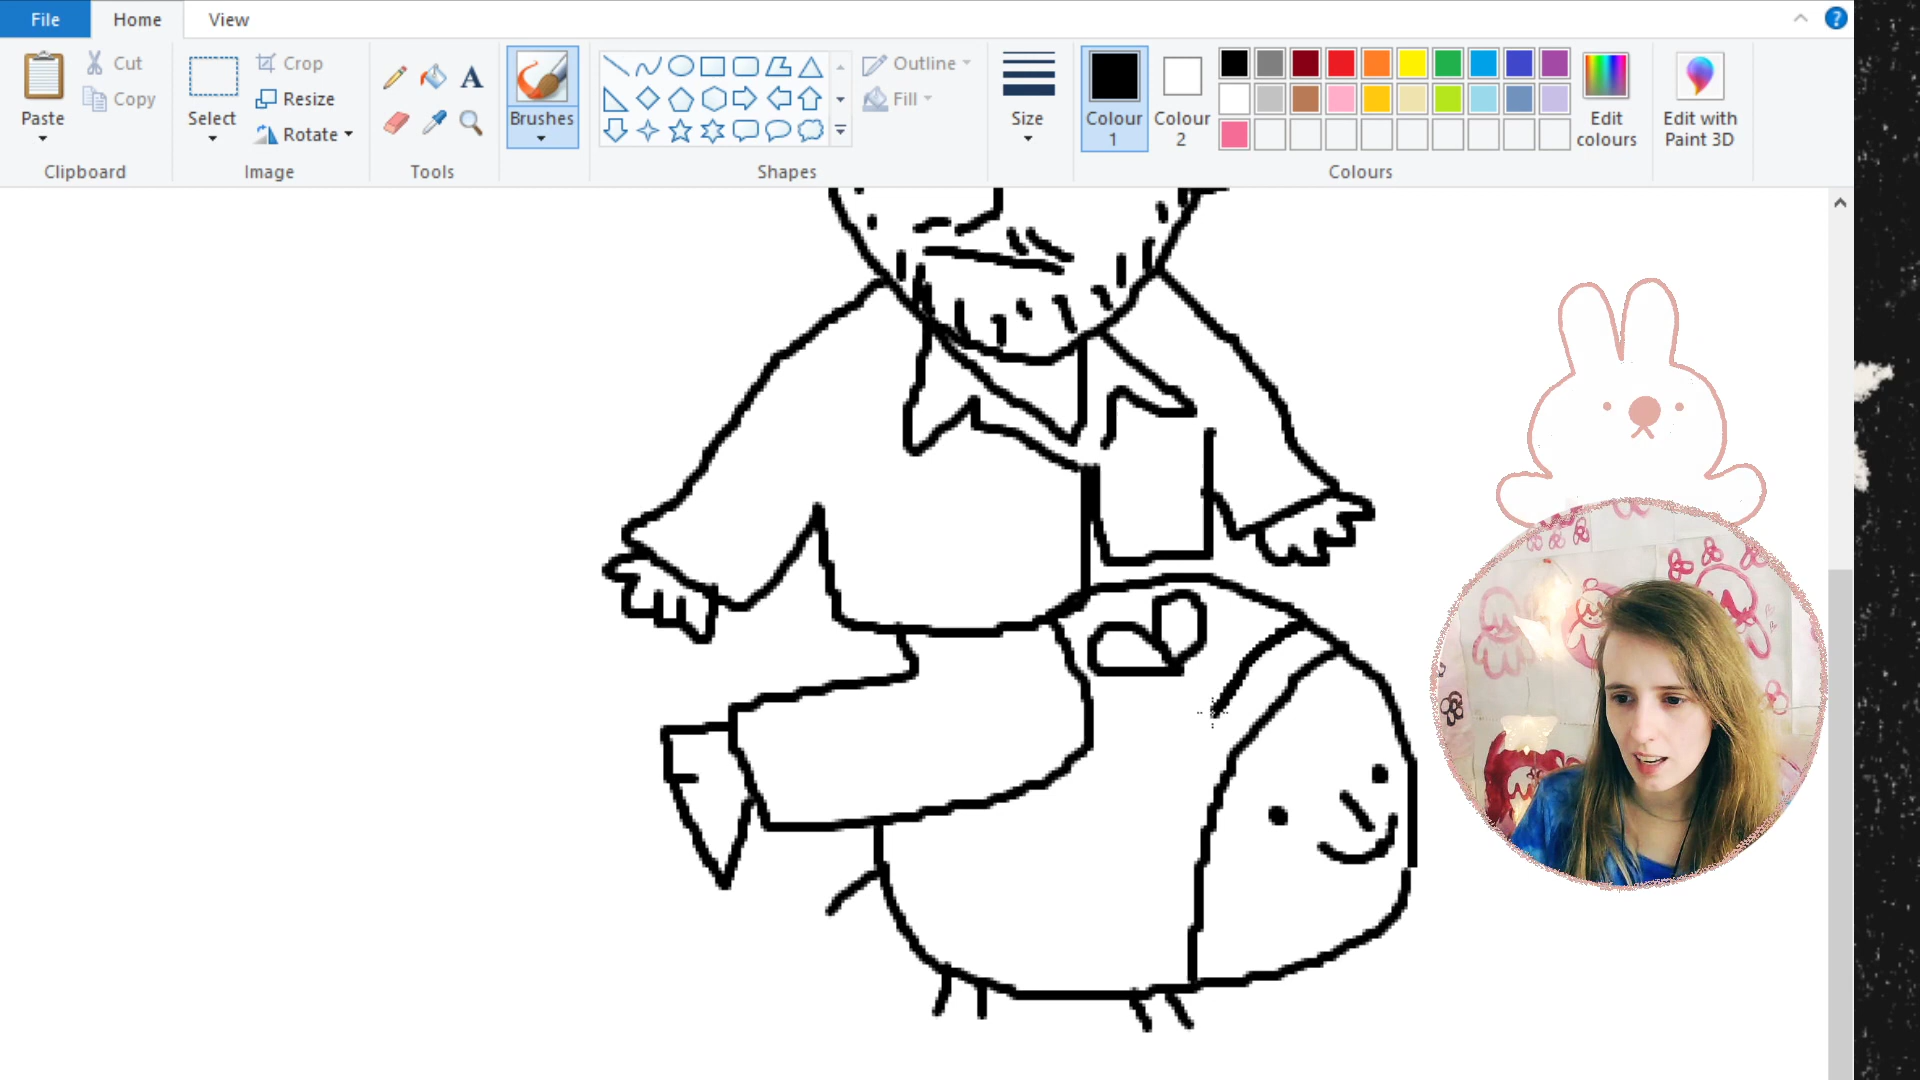 File Home View ?
Paste Cut Copy
Select Crop Resize Rotate
A
Brushes
Outline Fill
Size
Colour 1 Colour 2
Edit colours
Edit with Paint 3D
Clipboard Image Tools Shapes Colours